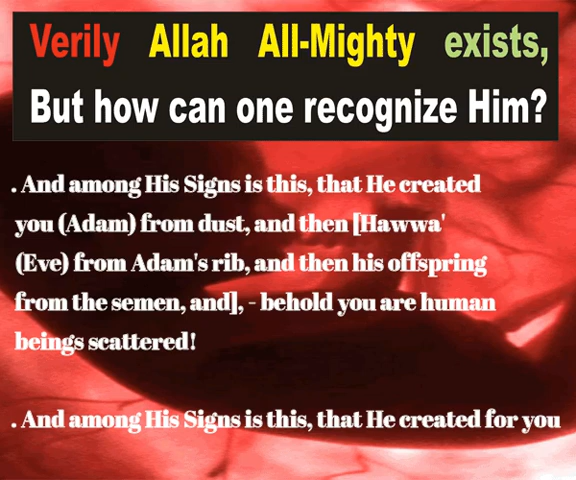 Verily Allah All-Mighty exists,
But how can one recognize Him?
. And among His Signs is this, that He created
you (Adam) from dust, and then [Hawwa'
(Eve) from Adam's rib, and then his offspring
from the semen, and], - behold you are human
beings scattered!
. And among His Signs is this, that He created for you